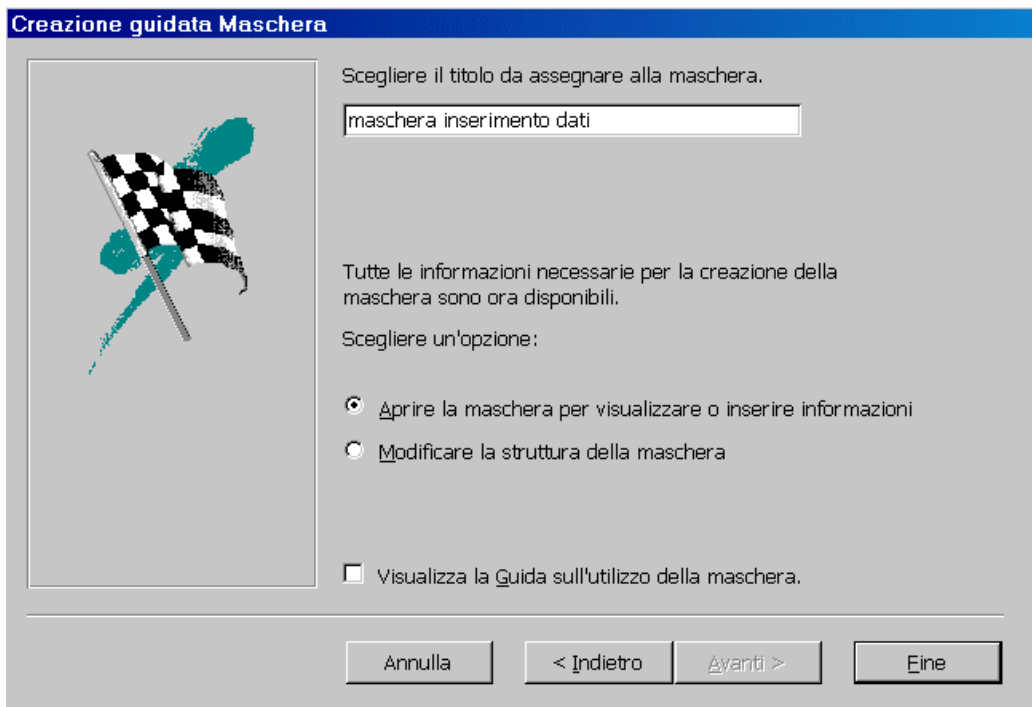 Creazione guidata Maschera
Scegliere il titolo da assegnare alla maschera.
maschera inserimento dati
Tutte le informazioni necessarie per la creazione della
maschera sono ora disponibili.
Scegliere un'opzione:
Aprire la maschera per visualizzare o inserire informazioni
Modificare la struttura della maschera
Visualizza la Guida sull'utilizzo della maschera.
Annulla
< Indietro
Avanti >
Fine